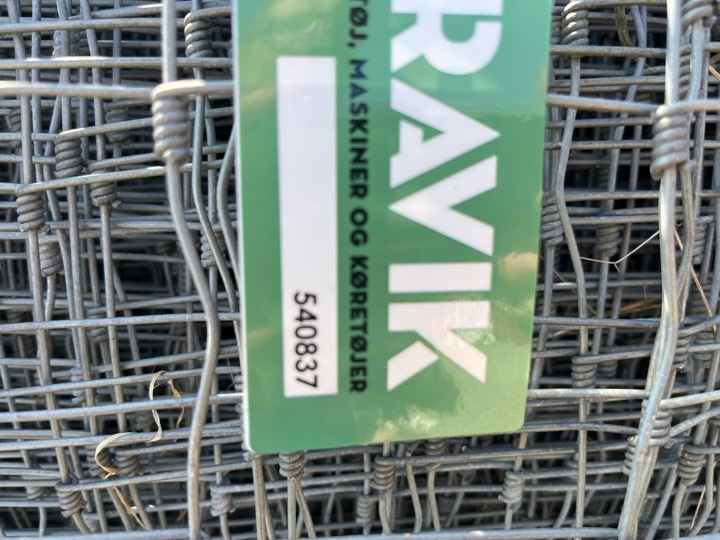 RAVIK
TØJ, MASKINER OG KØRETØJER
540837